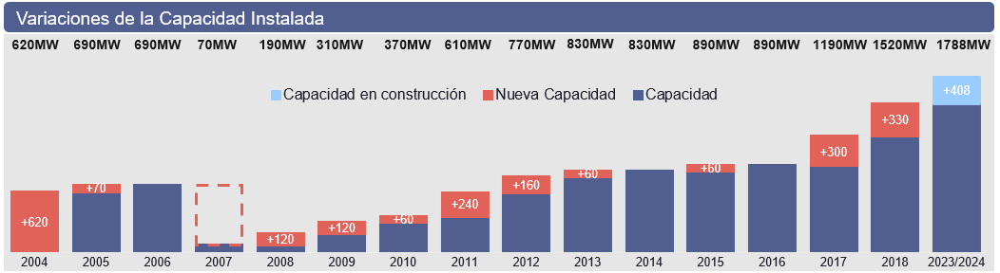 Variaciones de la Capacidad Instalada
620MW 690MW 690MW 70MW 190MW 310MW 370MW 610MW 770MW 830MW 830MW 890MW 890MW 1190MW 1520MW 1788MW
Capacidad en construcción Nueva Capacidad Capacidad
+620 +70 +120 +120 +60 +240 +160 +60 +60 +300 +330 +408
2004 2005 2006 2007 2008 2009 2010 2011 2012 2013 2014 2015 2016 2017 2018 2023/2024